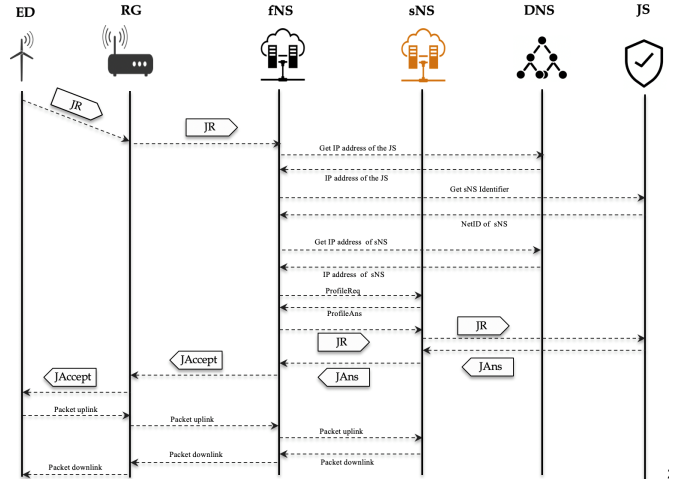 ED
RG
fNS
sNS
DNS
JS
JR
JR
Get IP address of the JS
IP address of the JS
Get sNS Identifier
NetID of sNS
Get IP address of sNS
IP address of sNS
ProfileReq
ProfileAns
JR
JR
JAccept
JAns
JAns
JAccept
Packet uplink
Packet uplink
Packet uplink
Packet downlink
Packet downlink
Packet downlink